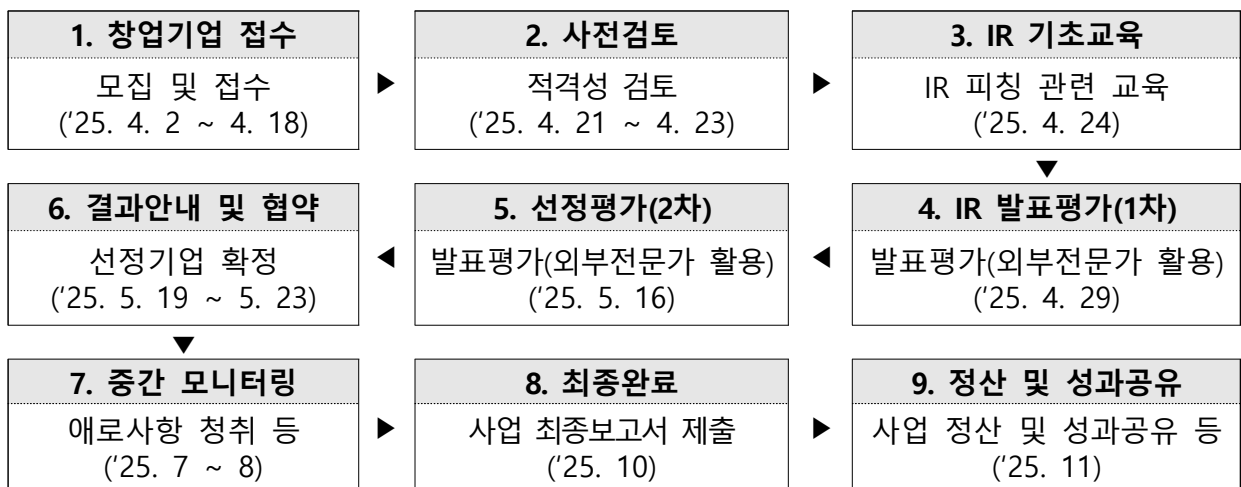 1. 창업기업 접수
모집 및 접수
('25. 4. 2 ~ 4. 18)
▶
2. 사전검토
적격성 검토
('25. 4. 21 ~ 4. 23)
▶
3. IR 기초교육
IR 피칭 관련 교육
('25. 4. 24)
▼
4. IR 발표평가(1차)
발표평가(외부전문가 활용)
('25. 4. 29)
◀
5. 선정평가(2차)
발표평가(외부전문가 활용)
('25. 5. 16)
◀
6. 결과안내 및 협약
선정기업 확정
('25. 5. 19 ~ 5. 23)
▼
7. 중간 모니터링
애로사항 청취 등
('25. 7 ~ 8)
▶
8. 최종완료
사업 최종보고서 제출
('25. 10)
▶
9. 정산 및 성과공유
사업 정산 및 성과공유 등
('25. 11)